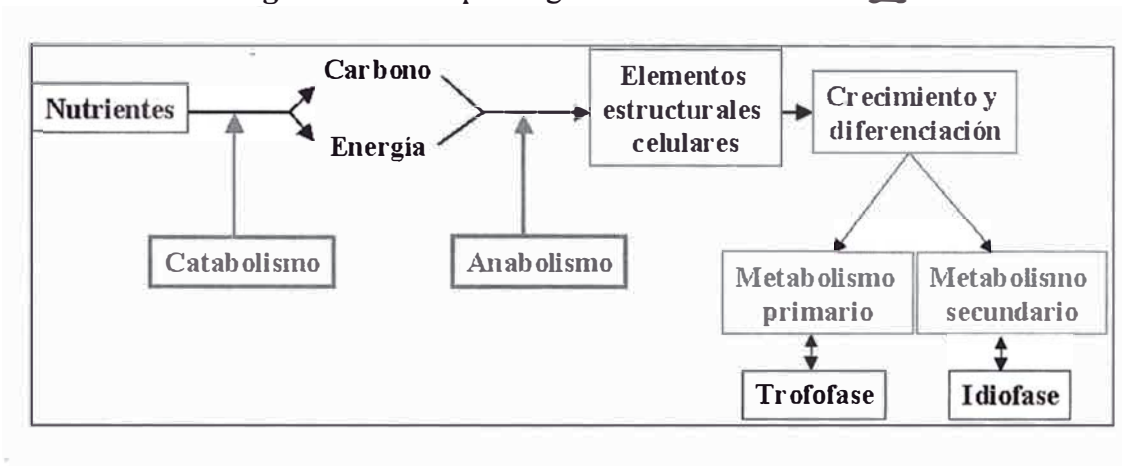 Nutrientes
Carbono
Energía
Elementos
estructurales
celulares
Crecimiento y
diferenciación
Catabolismo
Anabolismo
Metabolismo
primario
Metabolismo
secundario
Trofofase
Idiofase